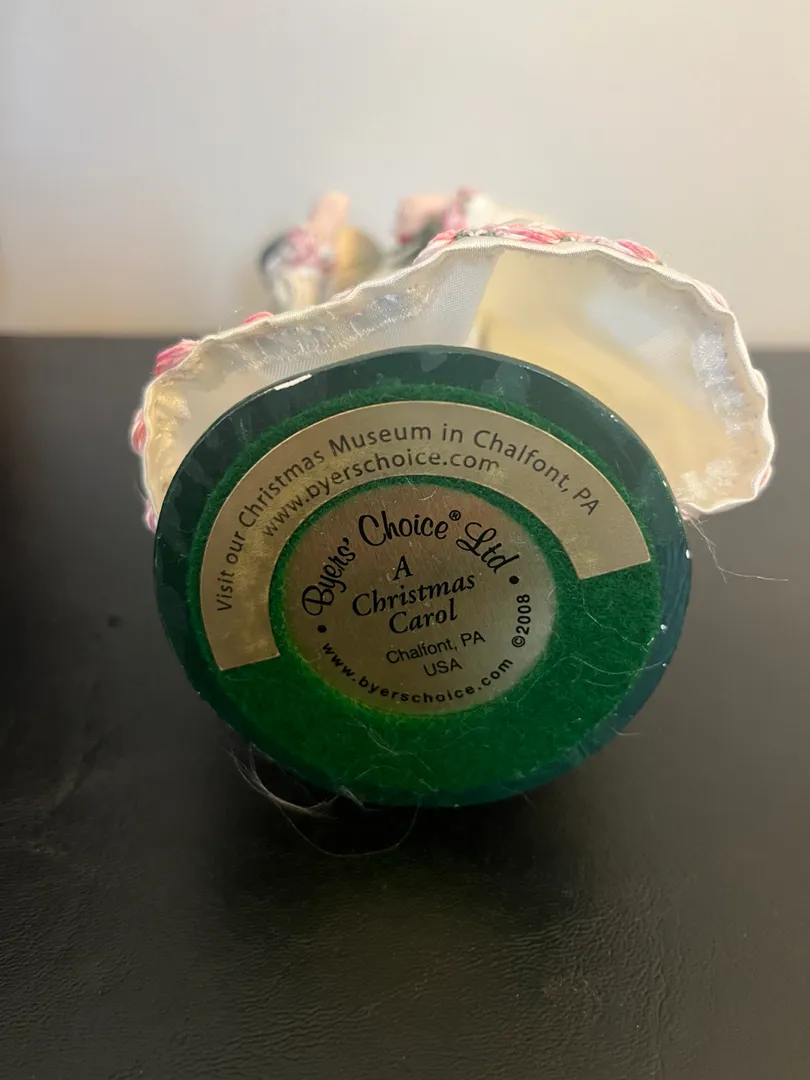 Visit our Christmas Museum in Chalfont, PA
www.byerschoice.com
Byers' Choice® Ltd
A
Christmas
Carol
Chalfont, PA
USA
www.byerschoice.com
©2008